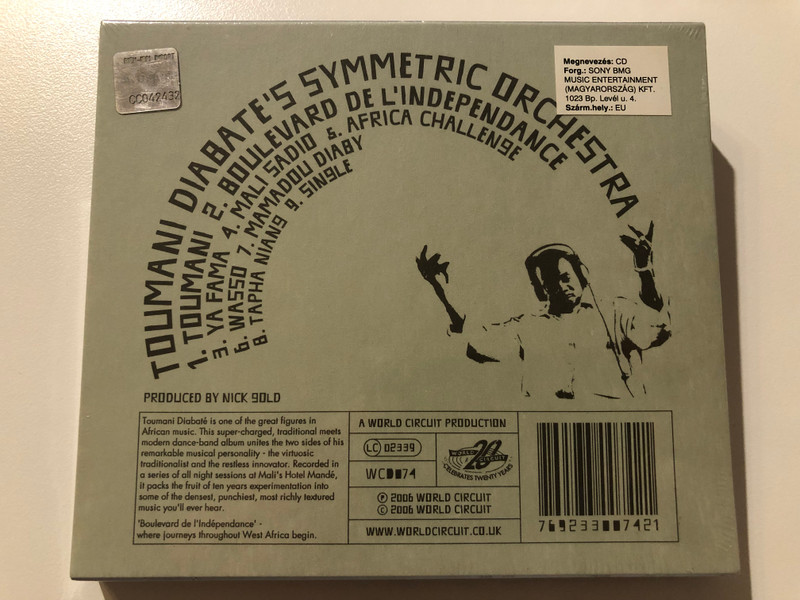 CC042432
Megnevezés: CD
Forg.: SONY BMG
MUSIC ENTERTAINMENT
(MAGYARORSZÁG) KFT.
1023 Bp. Levél u. 4.
Szárm.hely.: EU
TOUMANI DIABATE'S SYMMETRIC ORCHESTRA
1. TOUMANI 2. BOULEVARD DE L'INDEPENDANCE
3. YA FAMA 4. MALI SADIO &. AFRICA CHALLENGE
6. WASSO 7. MAMADOU DIABY
8. TAPHA NIANG 9. SINGLE
PRODUCED BY NICK GOLD
Toumani Diabaté is one of the great figures in
African music. This super-charged, traditional meets
modern dance-band album unites the two sides of his
remarkable musical personality - the virtuosic
traditionalist and the restless innovator. Recorded in
a series of all night sessions at Mali's Hotel Mandé,
it packs the fruit of ten years experimentation into
some of the densest, punchiest, most richly textured
music you'll ever hear.
'Boulevard de l'Indépendance' -
where journeys throughout West Africa begin.
A WORLD CIRCUIT PRODUCTION
LC 02339
WORLD CIRCUIT
20
CELEBRATES TWENTY YEARS
WCD074
℗ 2006 WORLD CIRCUIT
© 2006 WORLD CIRCUIT
WWW.WORLDCIRCUIT.CO.UK
769233007421